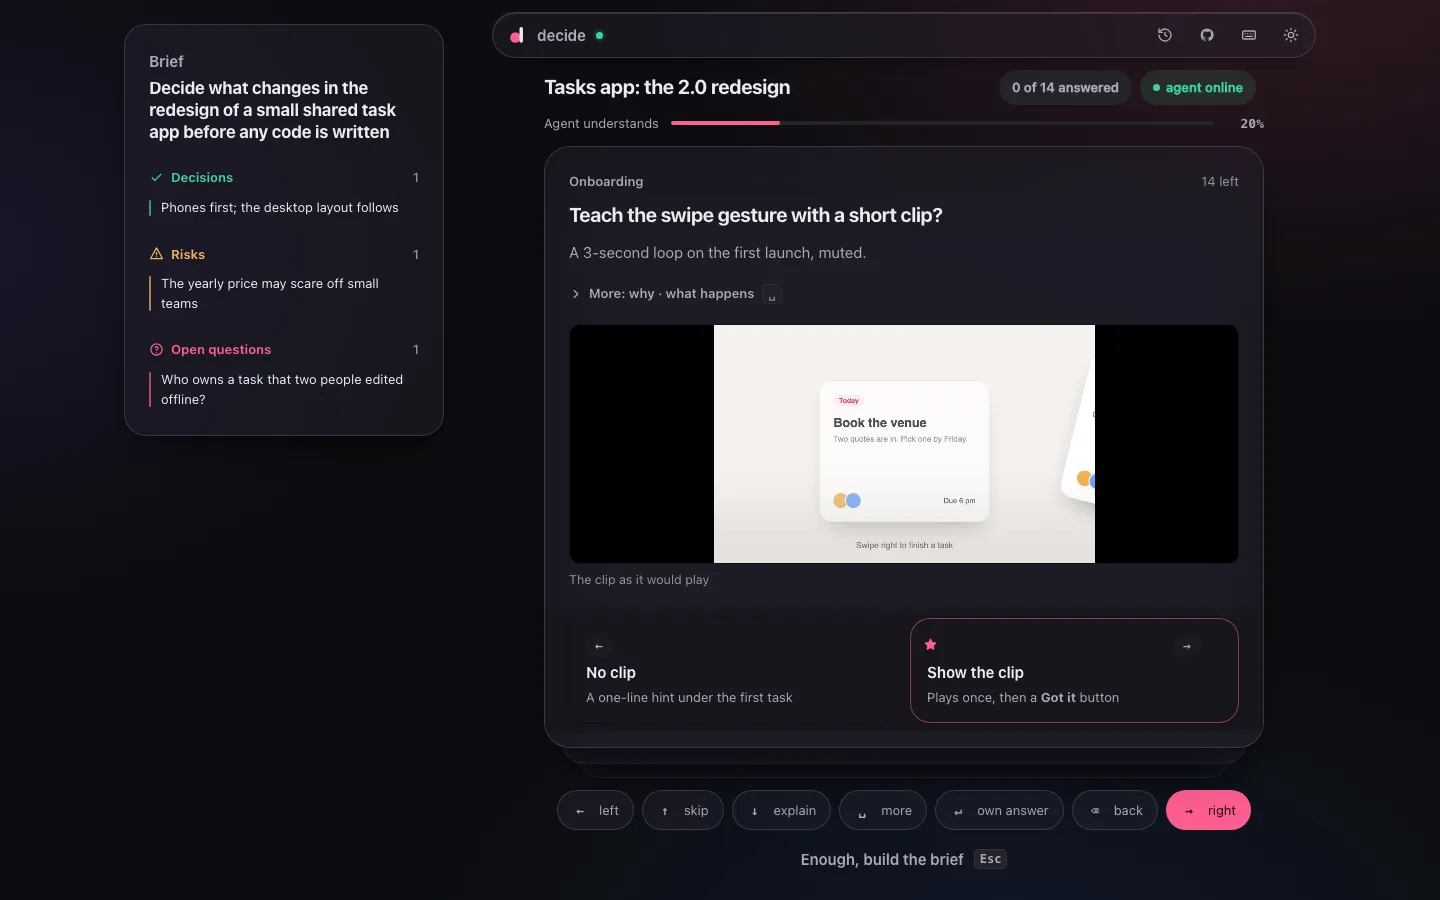 Brief
Decide what changes in the
redesign of a small shared task
app before any code is written
Decisions 1
Phones first; the desktop layout follows
Risks 1
The yearly price may scare off small
teams
Open questions 1
Who owns a task that two people edited
offline?
decide
Tasks app: the 2.0 redesign
0 of 14 answered
agent online
Agent understands
20%
Onboarding
14 left
Teach the swipe gesture with a short clip?
A 3-second loop on the first launch, muted.
More: why · what happens
Today
Book the venue
Two quotes are in. Pick one by Friday.
Due 6 pm
Swipe right to finish a task
The clip as it would play
←
No clip
A one-line hint under the first task
→
Show the clip
Plays once, then a Got it button
← left
↑ skip
↓ explain
␣ more
↵ own answer
⌫ back
→ right
Enough, build the brief Esc